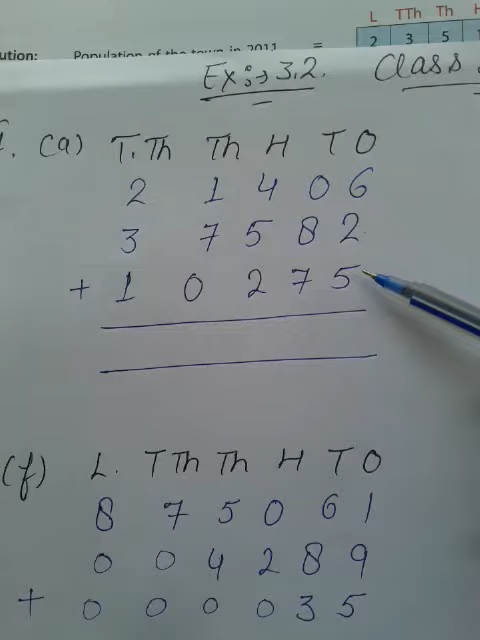 L TTh Th
ution: Population of the town in 2011 = 2 3 5
Ex:3.2. Class
1. (a) T.Th Th H T O
2 1 4 0 6
3 7 5 8 2
+ 1 0 2 7 5
(f) L. T Th Th H T O
8 7 5 0 6 1
0 0 4 2 8 9
+ 0 0 0 0 3 5